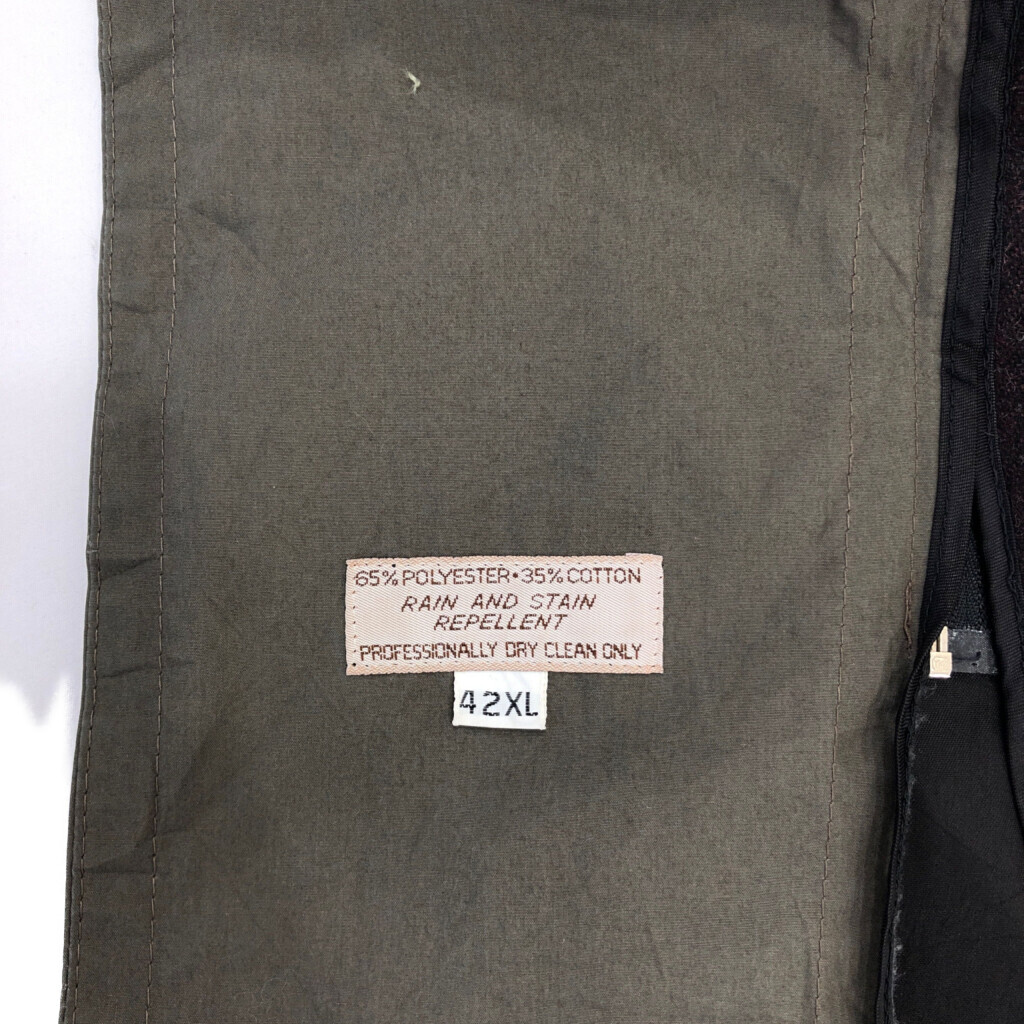 65% POLYESTER • 35% COTTON
RAIN AND STAIN
REPELLENT
PROFESSIONALLY DRY CLEAN ONLY
42XL